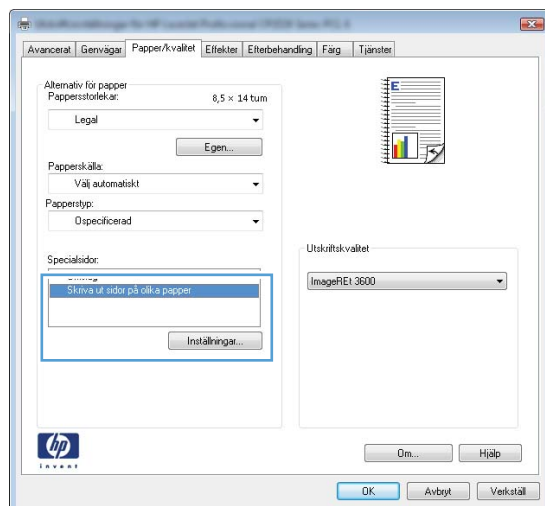 Avancerat Genvägar Papper/kvalitet Effekter Efterbehandling Färg Tjänster
Alternativ för papper
Pappersstorlekar:
8,5 × 14 tum
Legal
Egen...
Papperskälla:
Välj automatiskt
Papperstyp:
Ospecificerad
Specialsidor:
Skriva ut sidor på olika papper
Inställningar...
E
Utskriftskvalitet
ImageREt 3600
hp
invent
Om... Hjälp
OK Avbryt Verkställ